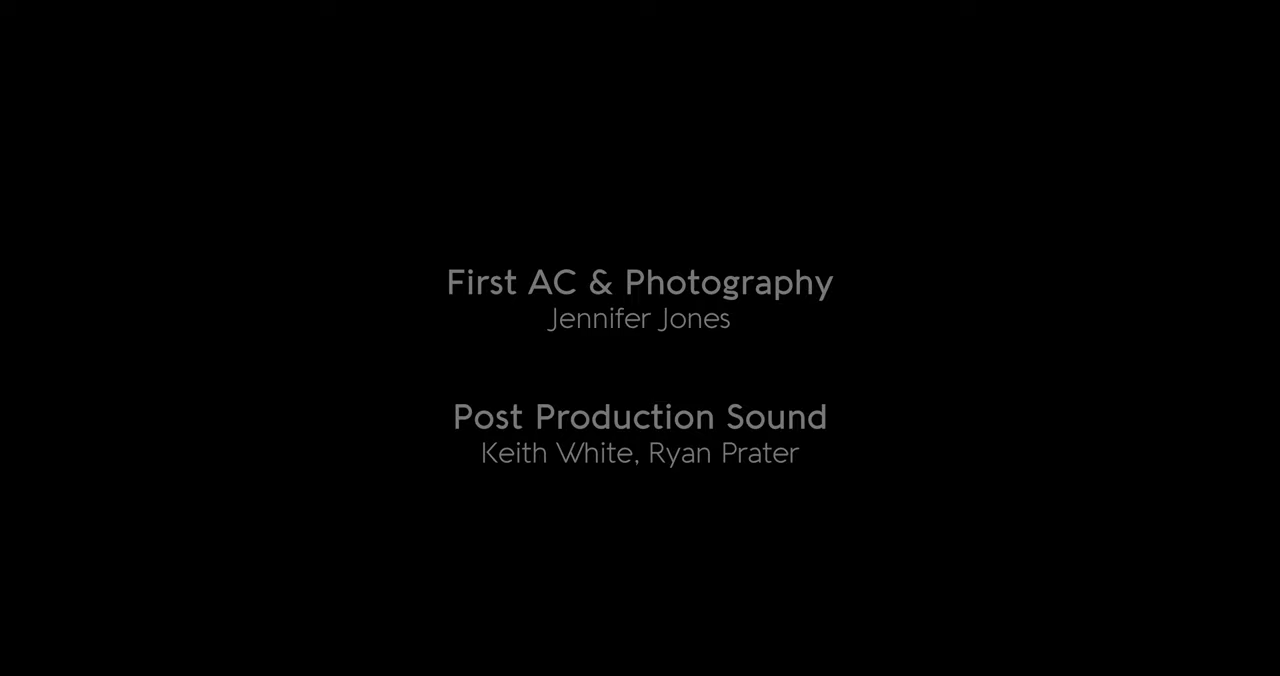 First AC & Photography
Jennifer Jones
Post Production Sound
Keith White, Ryan Prater